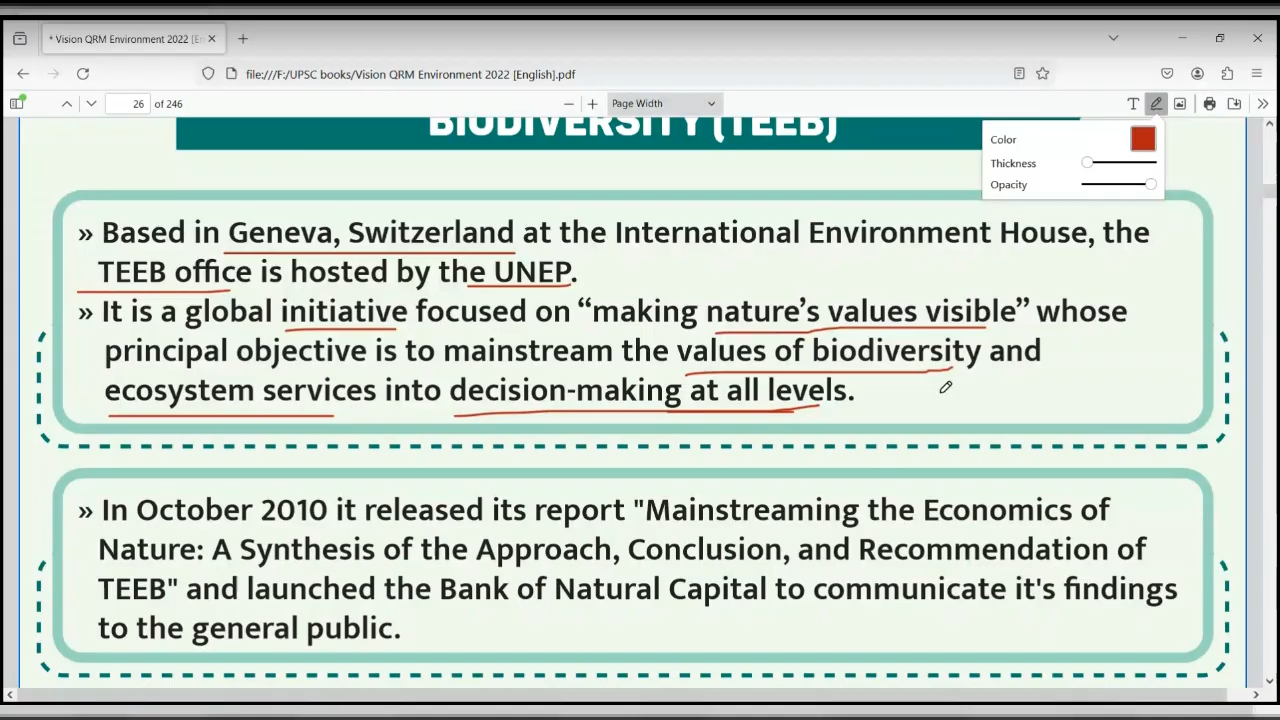 * Vision QRM Environment 2022 [En
file:///F:/UPSC books/Vision QRM Environment 2022 [English].pdf
26 of 246
Page Width
BIODIVERSITY (TEEB)
Color
Thickness
Opacity
» Based in Geneva, Switzerland at the International Environment House, the
TEEB office is hosted by the UNEP.
» It is a global initiative focused on “making nature’s values visible” whose
principal objective is to mainstream the values of biodiversity and
ecosystem services into decision-making at all levels.
» In October 2010 it released its report "Mainstreaming the Economics of
Nature: A Synthesis of the Approach, Conclusion, and Recommendation of
TEEB" and launched the Bank of Natural Capital to communicate it's findings
to the general public.